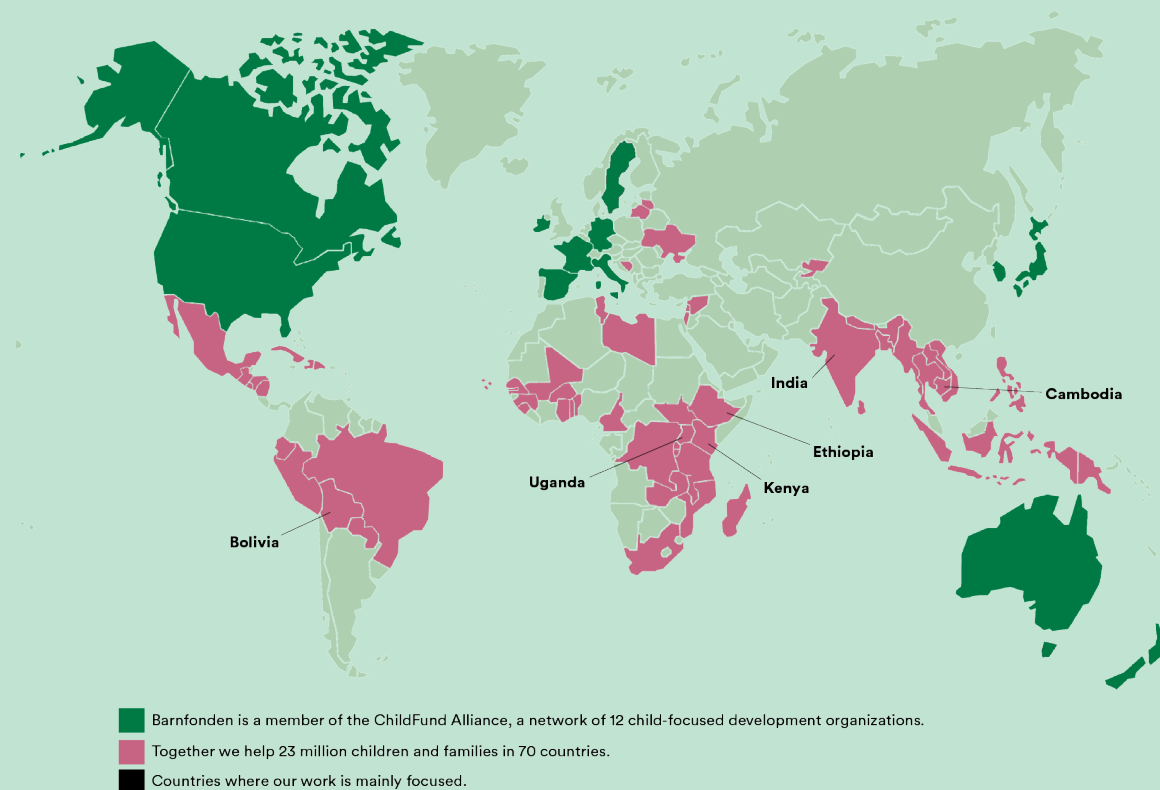 India
Cambodia
Ethiopia
Uganda
Kenya
Bolivia
Barnfonden is a member of the ChildFund Alliance, a network of 12 child-focused development organizations.
Together we help 23 million children and families in 70 countries.
Countries where our work is mainly focused.